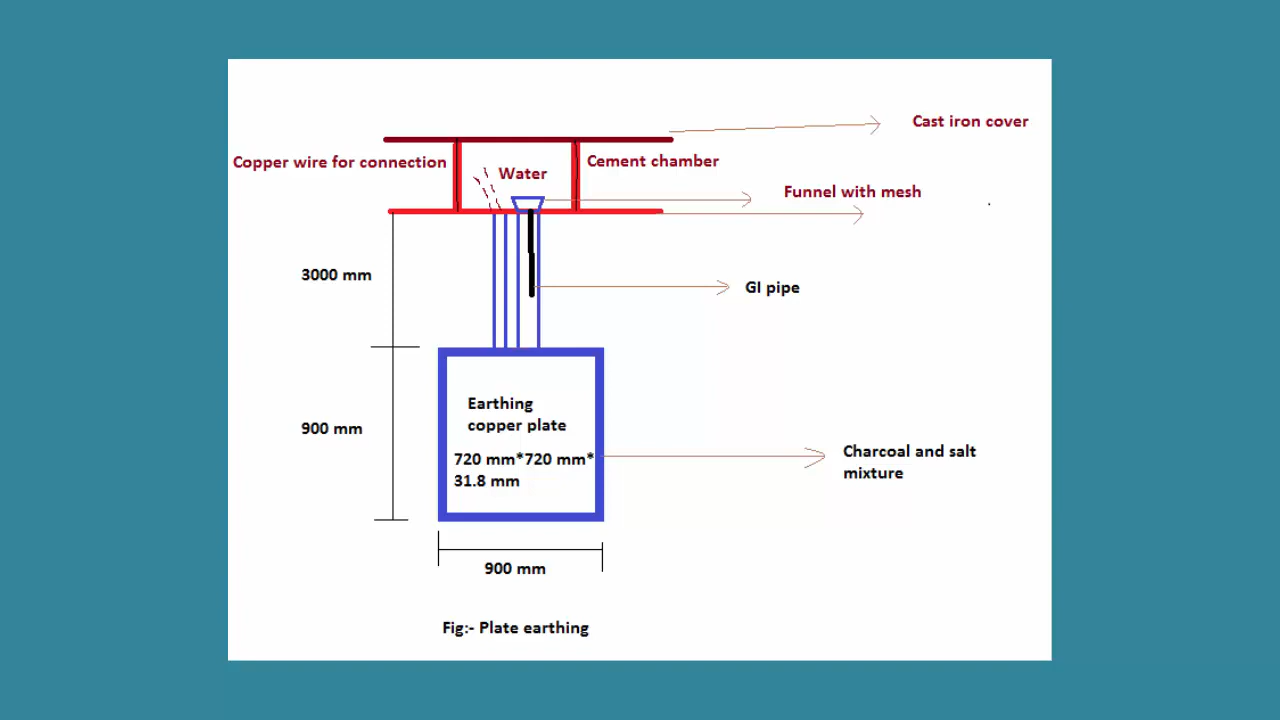 Cast iron cover
Copper wire for connection
Cement chamber
Water
Funnel with mesh
3000 mm
GI pipe
Earthing
copper plate
900 mm
720 mm*720 mm*
31.8 mm
Charcoal and salt
mixture
900 mm
Fig:- Plate earthing